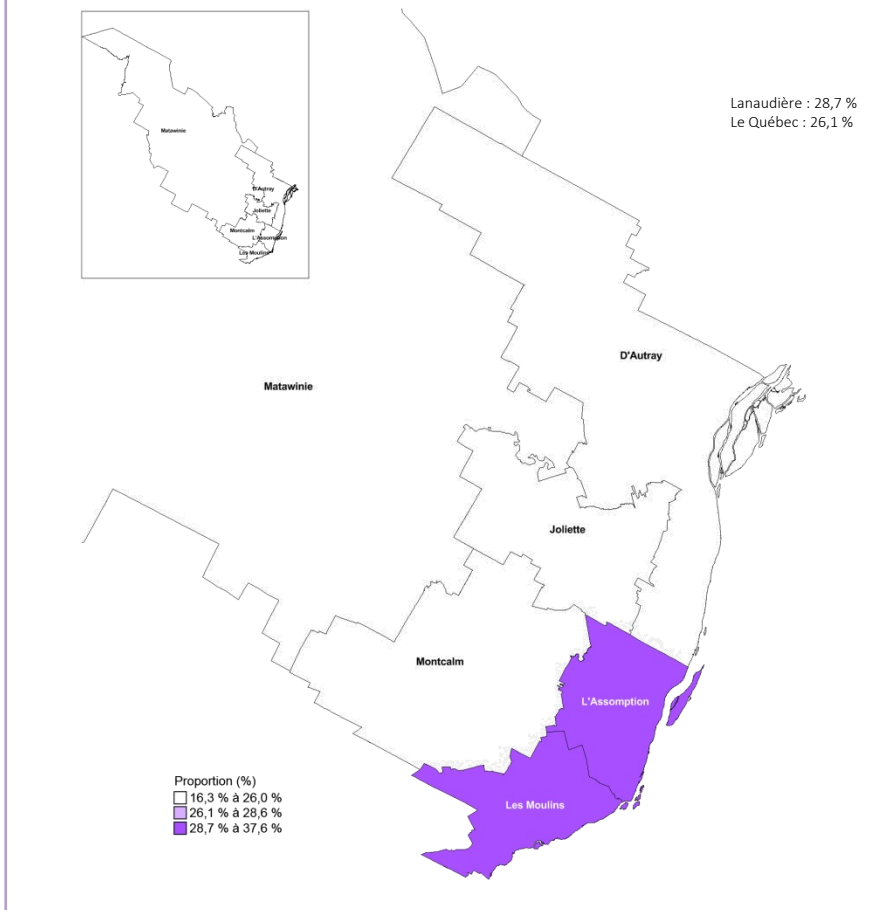 Lanaudière : 28,7 %
Le Québec : 26,1 %
Matawinie
D'Autray
Joliette
Montcalm
L'Assomption
Les Moulins
D'Autray
Matawinie
Joliette
Montcalm
L'Assomption
Les Moulins
Proportion (%)
16,3 % à 26,0 %
26,1 % à 28,6 %
28,7 % à 37,6 %